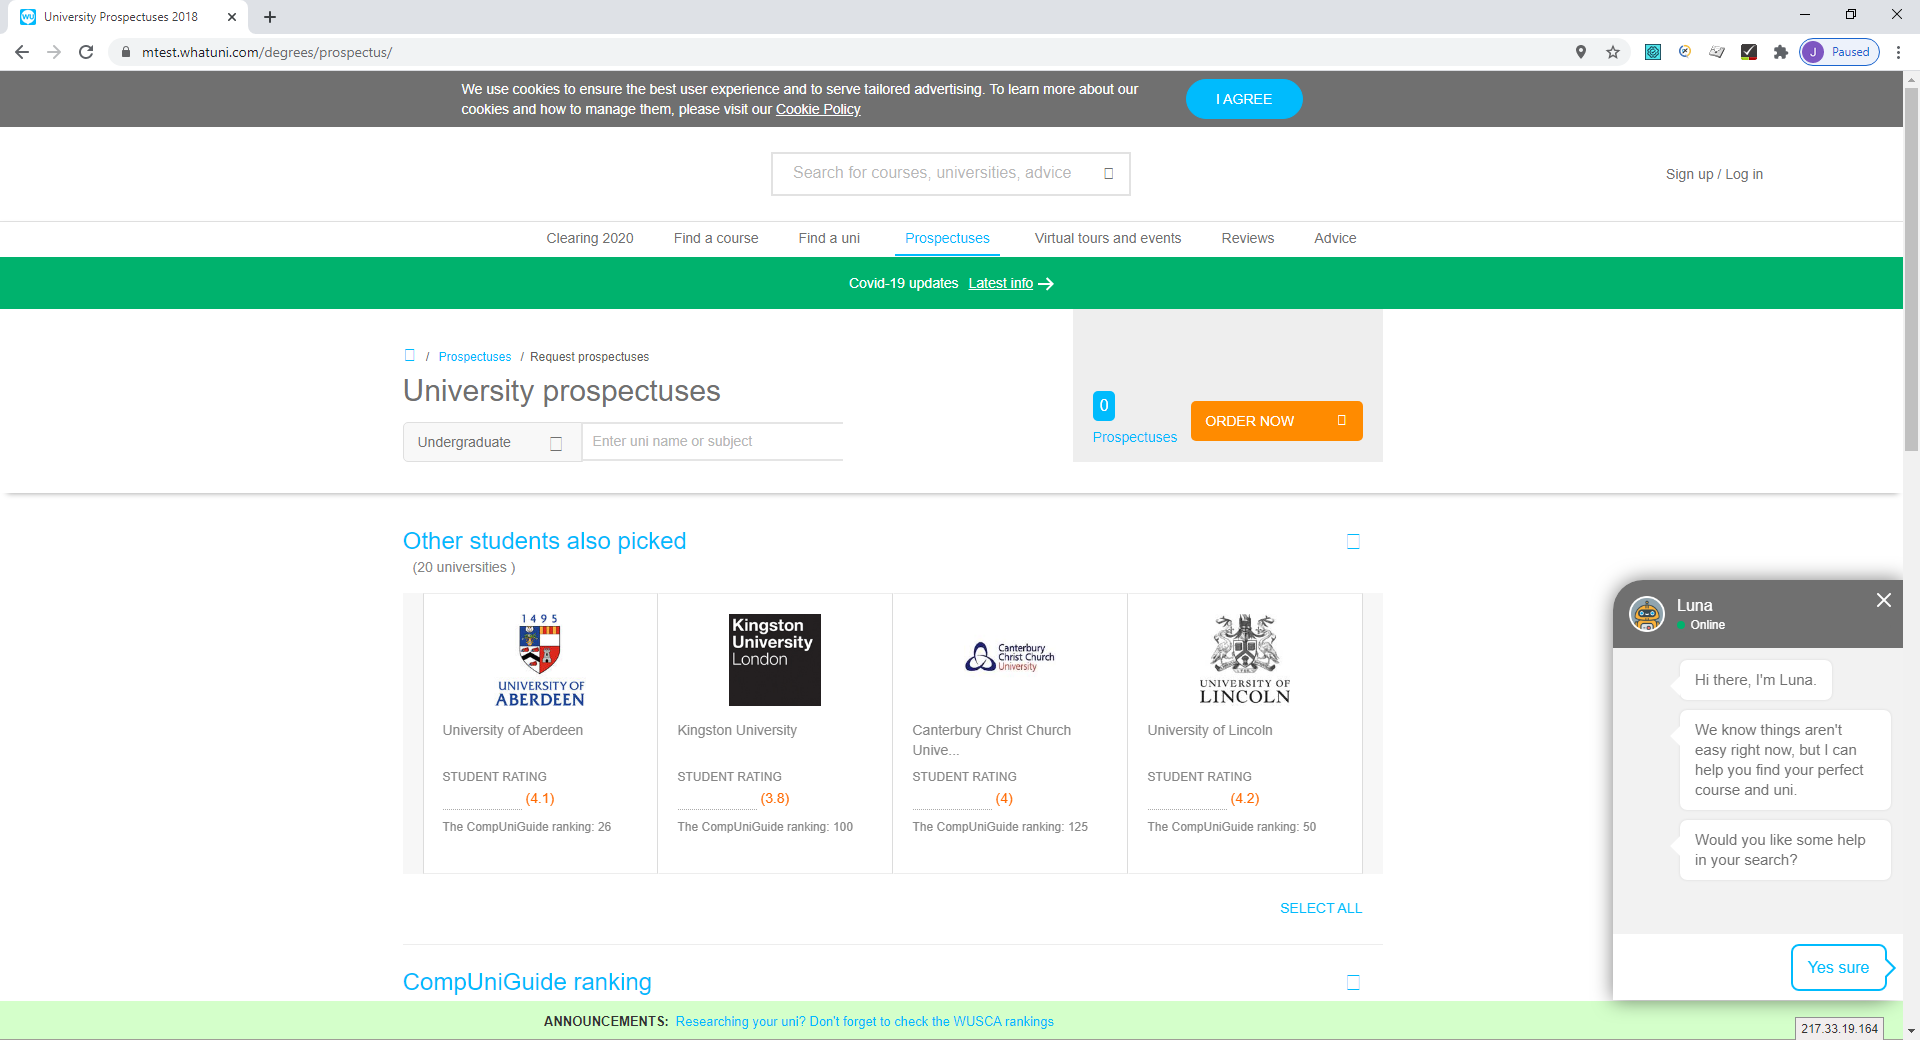 University Prospectuses 2018
mtest.whatuni.com/degrees/prospectus/
J Paused
We use cookies to ensure the best user experience and to serve tailored advertising. To learn more about our
cookies and how to manage them, please visit our Cookie Policy
I AGREE
Search for courses, universities, advice
Sign up / Log in
Clearing 2020
Find a course
Find a uni
Prospectuses
Virtual tours and events
Reviews
Advice
Covid-19 updates Latest info
/ Prospectuses / Request prospectuses
University prospectuses
Undergraduate
Enter uni name or subject
0
Prospectuses
ORDER NOW
Other students also picked
(20 universities )
1495
UNIVERSITY OF
ABERDEEN
University of Aberdeen
STUDENT RATING
(4.1)
The CompUniGuide ranking: 26
Kingston
University
London
Kingston University
STUDENT RATING
(3.8)
The CompUniGuide ranking: 100
Canterbury
Christ Church
University
Canterbury Christ Church
Unive...
STUDENT RATING
(4)
The CompUniGuide ranking: 125
UNIVERSITY OF
LINCOLN
University of Lincoln
STUDENT RATING
(4.2)
The CompUniGuide ranking: 50
SELECT ALL
CompUniGuide ranking
Luna
Online
Hi there, I'm Luna.
We know things aren't
easy right now, but I can
help you find your perfect
course and uni.
Would you like some help
in your search?
Yes sure
ANNOUNCEMENTS: Researching your uni? Don't forget to check the WUSCA rankings
217.33.19.164